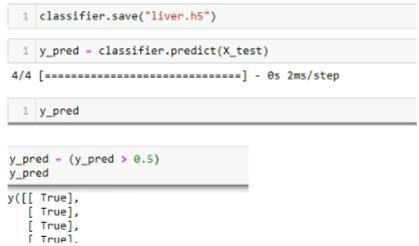 1 classifier.save("liver.h5")
1 y_pred = classifier.predict(X_test)
4/4 [==============================] - 0s 2ms/step
1 y_pred
y_pred = (y_pred > 0.5)
y_pred
y([[ True],
[ True],
[ True],
[ True],